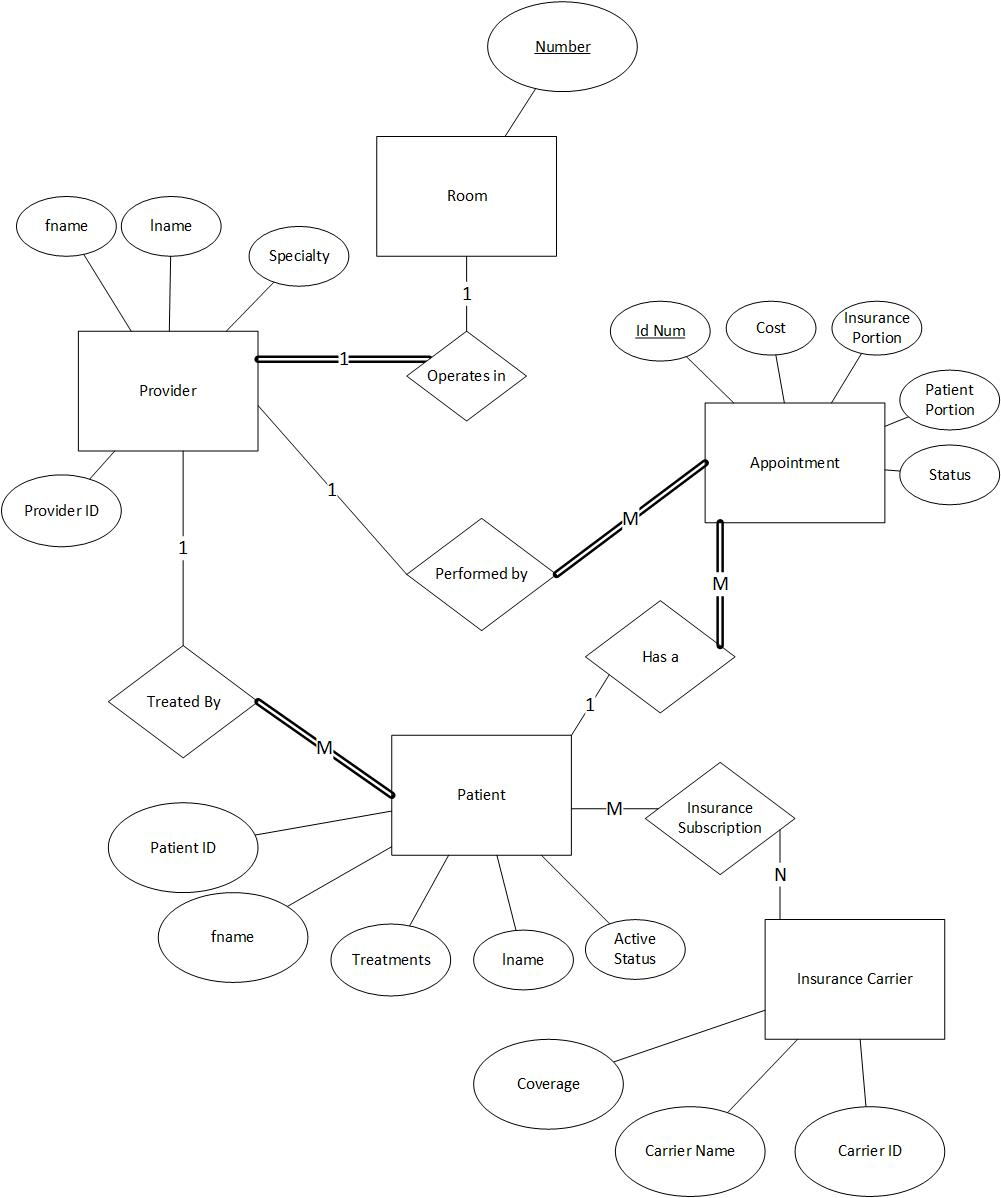 Number
Room
fname
lname
Specialty
1
Id Num
Cost
Insurance
Portion
Provider
1
Operates in
Patient
Portion
Appointment
Status
Provider ID
1
M
1
Performed by
M
Has a
Treated By
1
M
Patient
M
Insurance
Subscription
Patient ID
N
fname
Treatments
lname
Active
Status
Insurance Carrier
Coverage
Carrier Name
Carrier ID